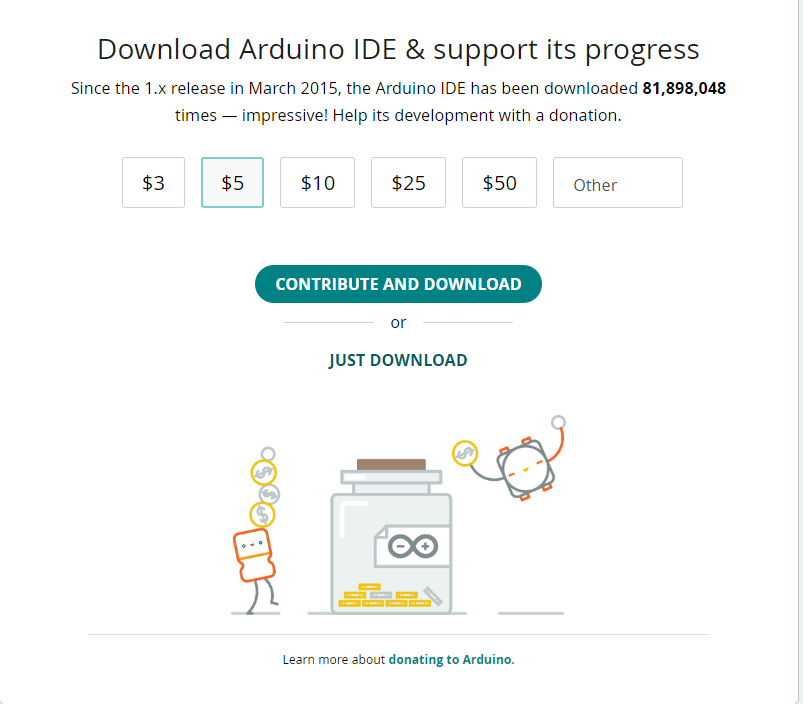 Download Arduino IDE & support its progress
Since the 1.x release in March 2015, the Arduino IDE has been downloaded 81,898,048
times — impressive! Help its development with a donation.
$3 $5 $10 $25 $50 Other
CONTRIBUTE AND DOWNLOAD
or
JUST DOWNLOAD
Learn more about donating to Arduino.